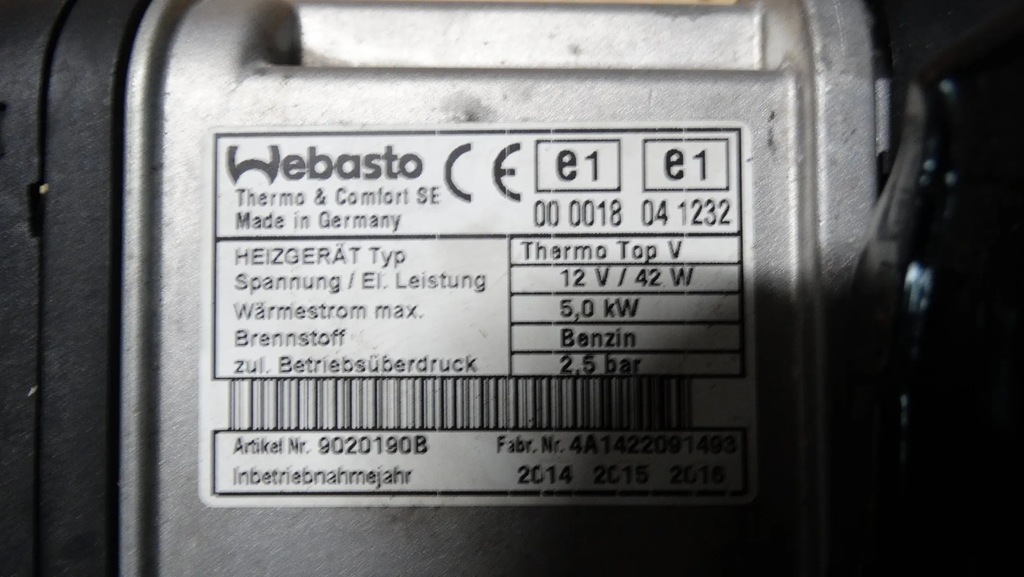 Webasto CE e1 e1
Thermo & Comfort SE
Made in Germany 00 0018 04 1232
HEIZGERÄT Typ Thermo Top V
Spannung / El. Leistung 12 V / 42 W
Wärmestrom max. 5,0 kW
Brennstoff Benzin
zul. Betriebsüberdruck 2,5 bar
Artikel Nr. 9020190B Fabr. Nr. 4A1422091493
Inbetriebnahmejahr 2014 2015 2016